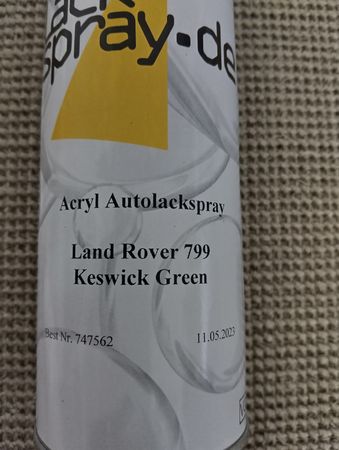 spray.de
Acryl Autolackspray
Land Rover 799
Keswick Green
Best Nr. 747562
11.05.2023